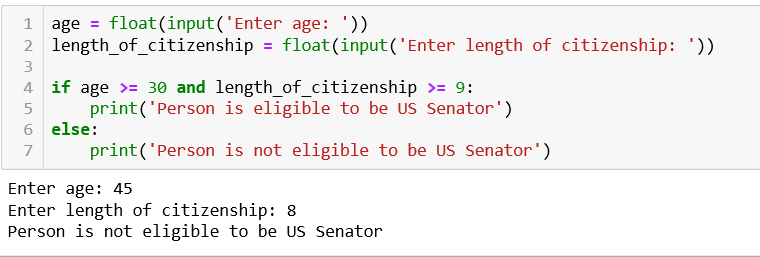 1 age = float(input('Enter age: '))
2 length_of_citizenship = float(input('Enter length of citizenship: '))
3
4 if age >= 30 and length_of_citizenship >= 9:
5     print('Person is eligible to be US Senator')
6 else:
7     print('Person is not eligible to be US Senator')
Enter age: 45
Enter length of citizenship: 8
Person is not eligible to be US Senator